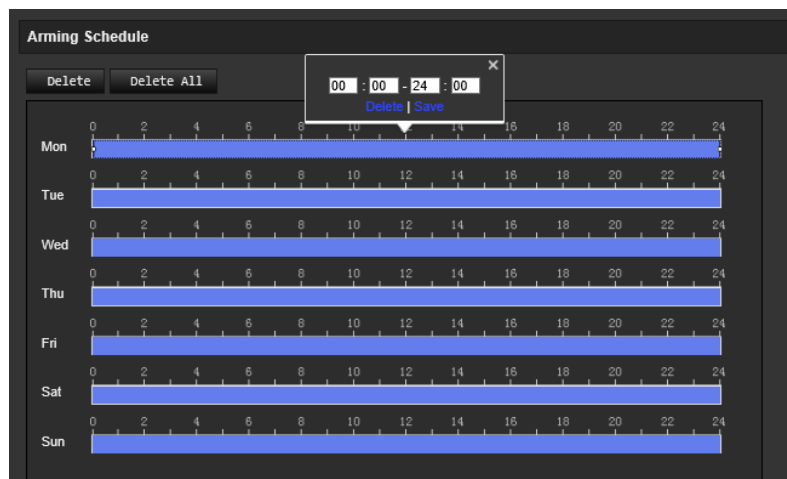 Arming Schedule
×
Delete Delete All
00 : 00 - 24 : 00
Delete | Save
0 2 4 6 8 10 12 14 16 18 20 22 24
Mon
0 2 4 6 8 10 12 14 16 18 20 22 24
Tue
0 2 4 6 8 10 12 14 16 18 20 22 24
Wed
0 2 4 6 8 10 12 14 16 18 20 22 24
Thu
0 2 4 6 8 10 12 14 16 18 20 22 24
Fri
0 2 4 6 8 10 12 14 16 18 20 22 24
Sat
0 2 4 6 8 10 12 14 16 18 20 22 24
Sun